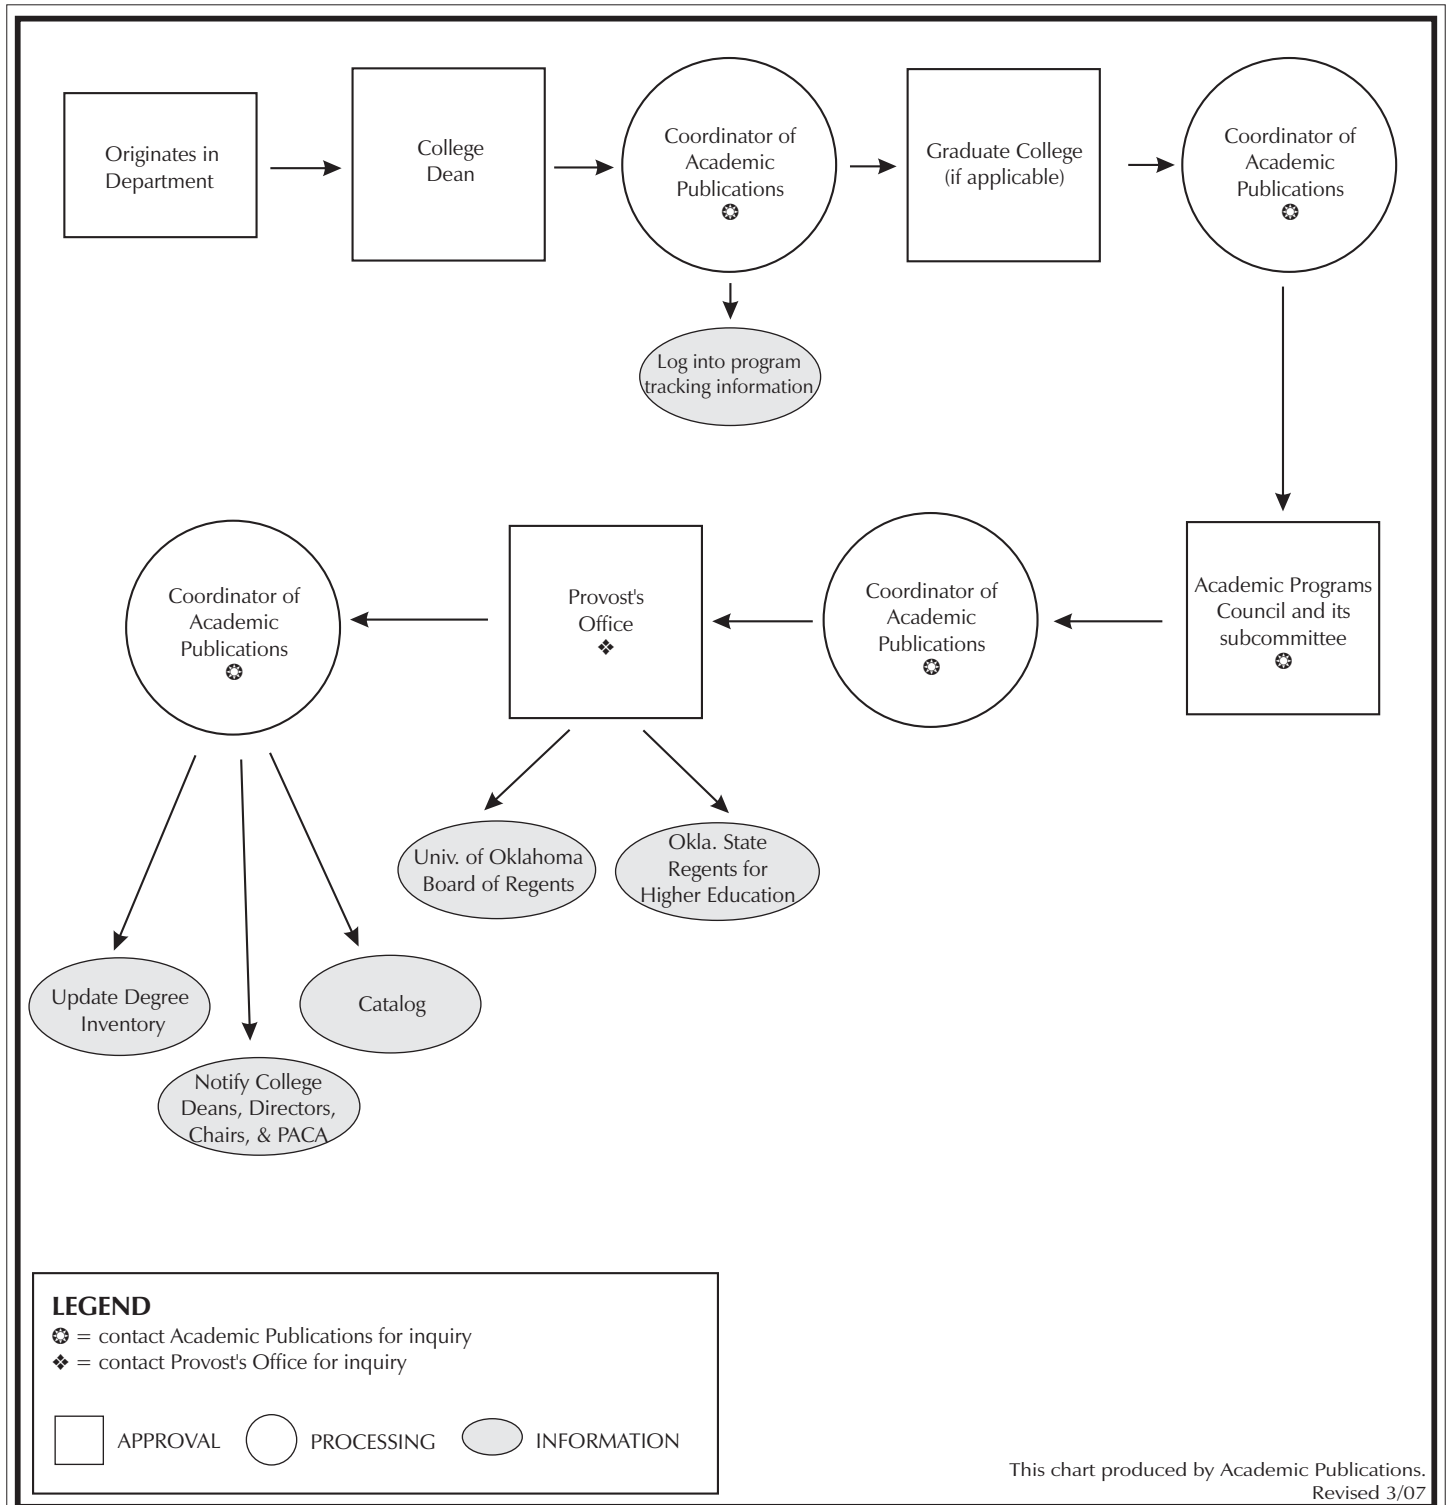 Originates in
Department
College
Dean
Coordinator of
Academic
Publications
❂
Graduate College
(if applicable)
Coordinator of
Academic
Publications
❂
Log into program
tracking information
Coordinator of
Academic
Publications
❂
Provost's
Office
❖
Coordinator of
Academic
Publications
❂
Academic Programs
Council and its
subcommittee
❂
Univ. of Oklahoma
Board of Regents
Okla. State
Regents for
Higher Education
Update Degree
Inventory
Catalog
Notify College
Deans, Directors,
Chairs, & PACA
LEGEND
❂ = contact Academic Publications for inquiry
❖ = contact Provost's Office for inquiry
APPROVAL
PROCESSING
INFORMATION
This chart produced by Academic Publications.
Revised 3/07